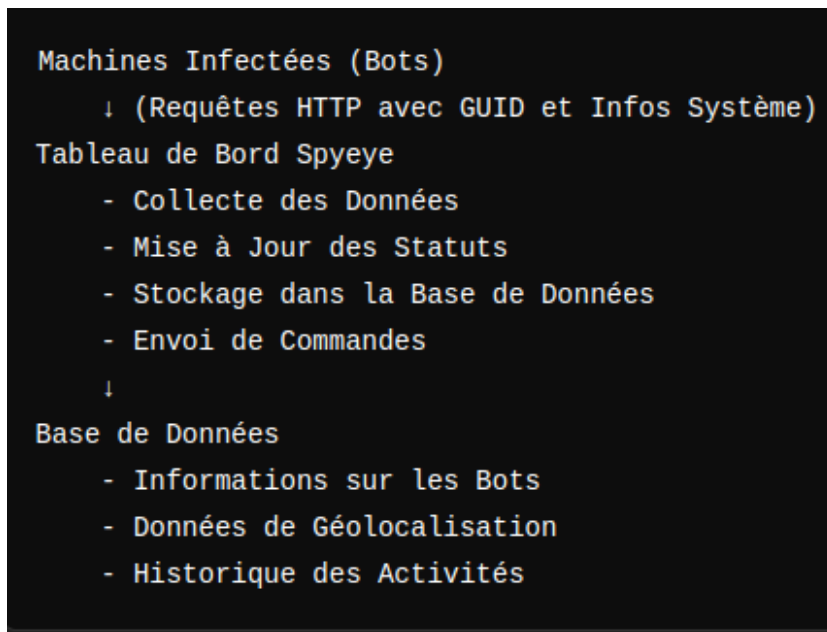 Machines Infectées (Bots)
↓ (Requêtes HTTP avec GUID et Infos Système)
Tableau de Bord Spyeye
- Collecte des Données
- Mise à Jour des Statuts
- Stockage dans la Base de Données
- Envoi de Commandes
↓
Base de Données
- Informations sur les Bots
- Données de Géolocalisation
- Historique des Activités